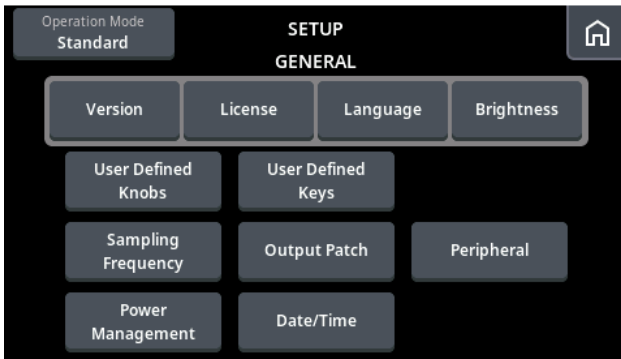 Operation Mode
Standard
SETUP
GENERAL
Version
License
Language
Brightness
User Defined
Knobs
User Defined
Keys
Sampling
Frequency
Output Patch
Peripheral
Power
Management
Date/Time